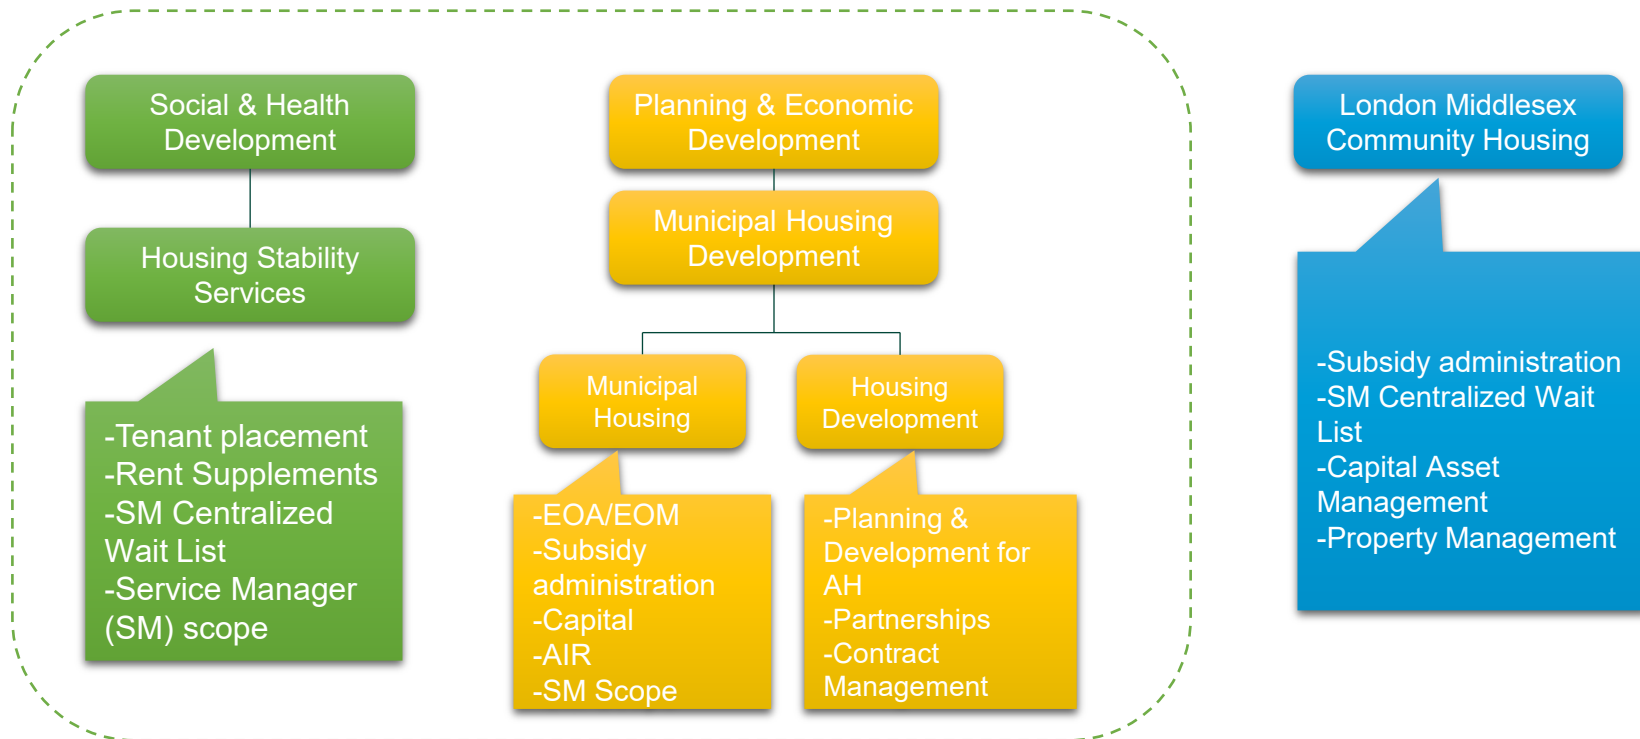 Social & Health
Development
Housing Stability
Services
-Tenant placement
-Rent Supplements
-SM Centralized
Wait List
-Service Manager
(SM) scope
Planning & Economic
Development
Municipal Housing
Development
Municipal
Housing
-EOA/EOM
-Subsidy
administration
-Capital
-AIR
-SM Scope
Housing
Development
-Planning &
Development for
AH
-Partnerships
-Contract
Management
London Middlesex
Community Housing
-Subsidy administration
-SM Centralized Wait
List
-Capital Asset
Management
-Property Management